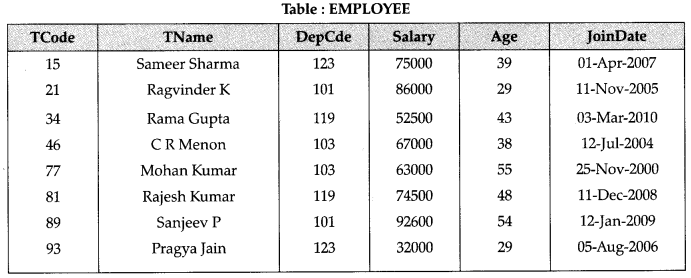 Table : EMPLOYEE
TCode TName DepCde Salary Age JoinDate
15 Sameer Sharma 123 75000 39 01-Apr-2007
21 Ragvinder K 101 86000 29 11-Nov-2005
34 Rama Gupta 119 52500 43 03-Mar-2010
46 C R Menon 103 67000 38 12-Jul-2004
77 Mohan Kumar 103 63000 55 25-Nov-2000
81 Rajesh Kumar 119 74500 48 11-Dec-2008
89 Sanjeev P 101 92600 54 12-Jan-2009
93 Pragya Jain 123 32000 29 05-Aug-2006